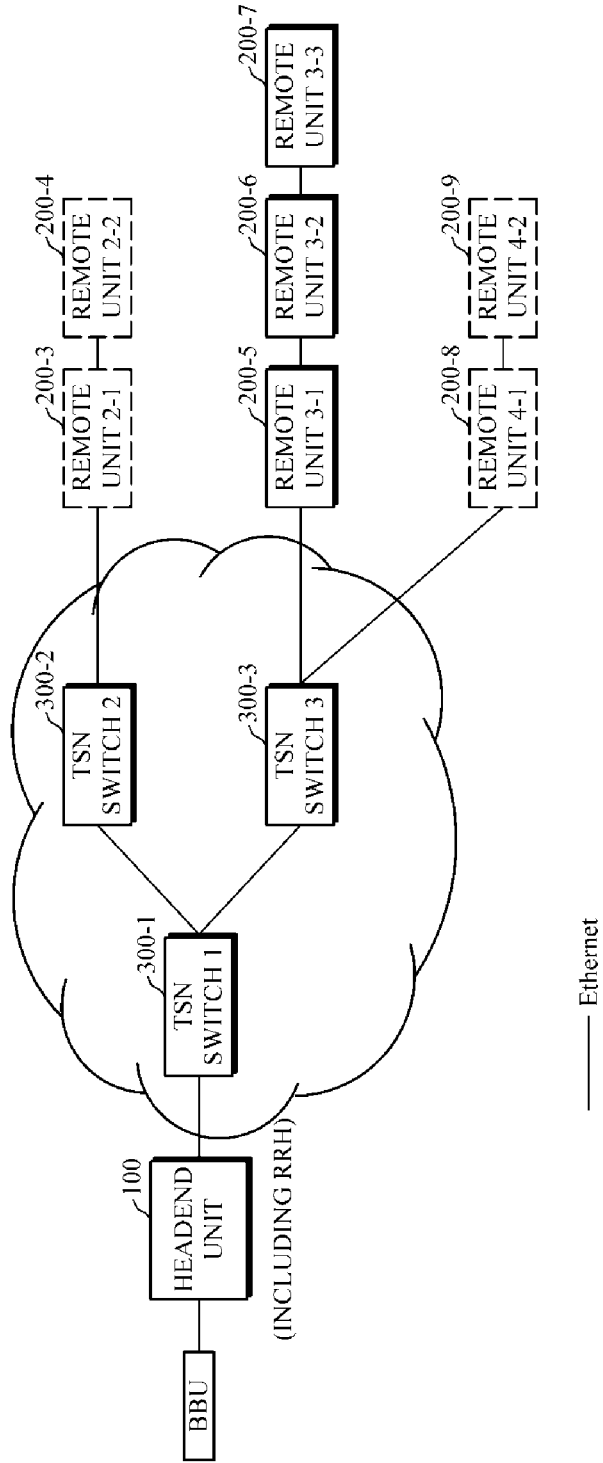 BBU
100
HEADEND
UNIT
(INCLUDING RRH)
300-1
TSN
SWITCH 1
300-2
TSN
SWITCH 2
300-3
TSN
SWITCH 3
200-3
REMOTE
UNIT 2-1
200-4
REMOTE
UNIT 2-2
200-5
REMOTE
UNIT 3-1
200-6
REMOTE
UNIT 3-2
200-7
REMOTE
UNIT 3-3
200-8
REMOTE
UNIT 4-1
200-9
REMOTE
UNIT 4-2
Ethernet